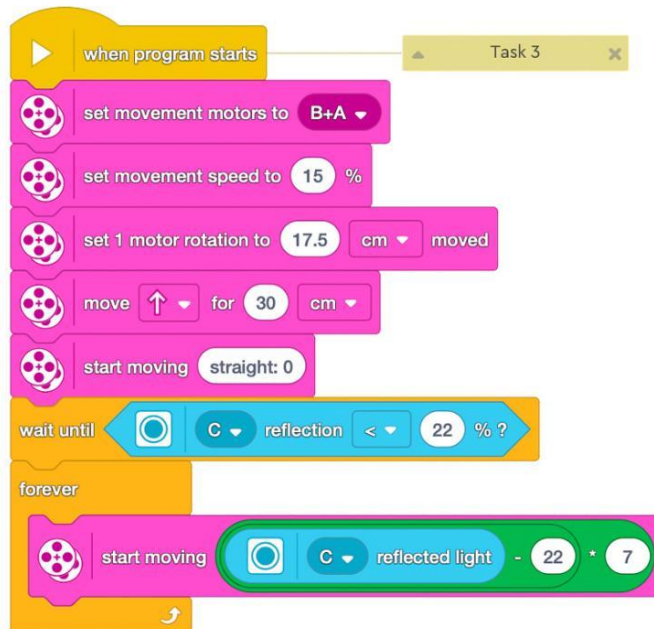 when program starts Task 3
set movement motors to B+A
set movement speed to 15 %
set 1 motor rotation to 17.5 cm moved
move for 30 cm
start moving straight: 0
wait until C reflection < 22 % ?
forever
start moving C reflected light - 22 * 7